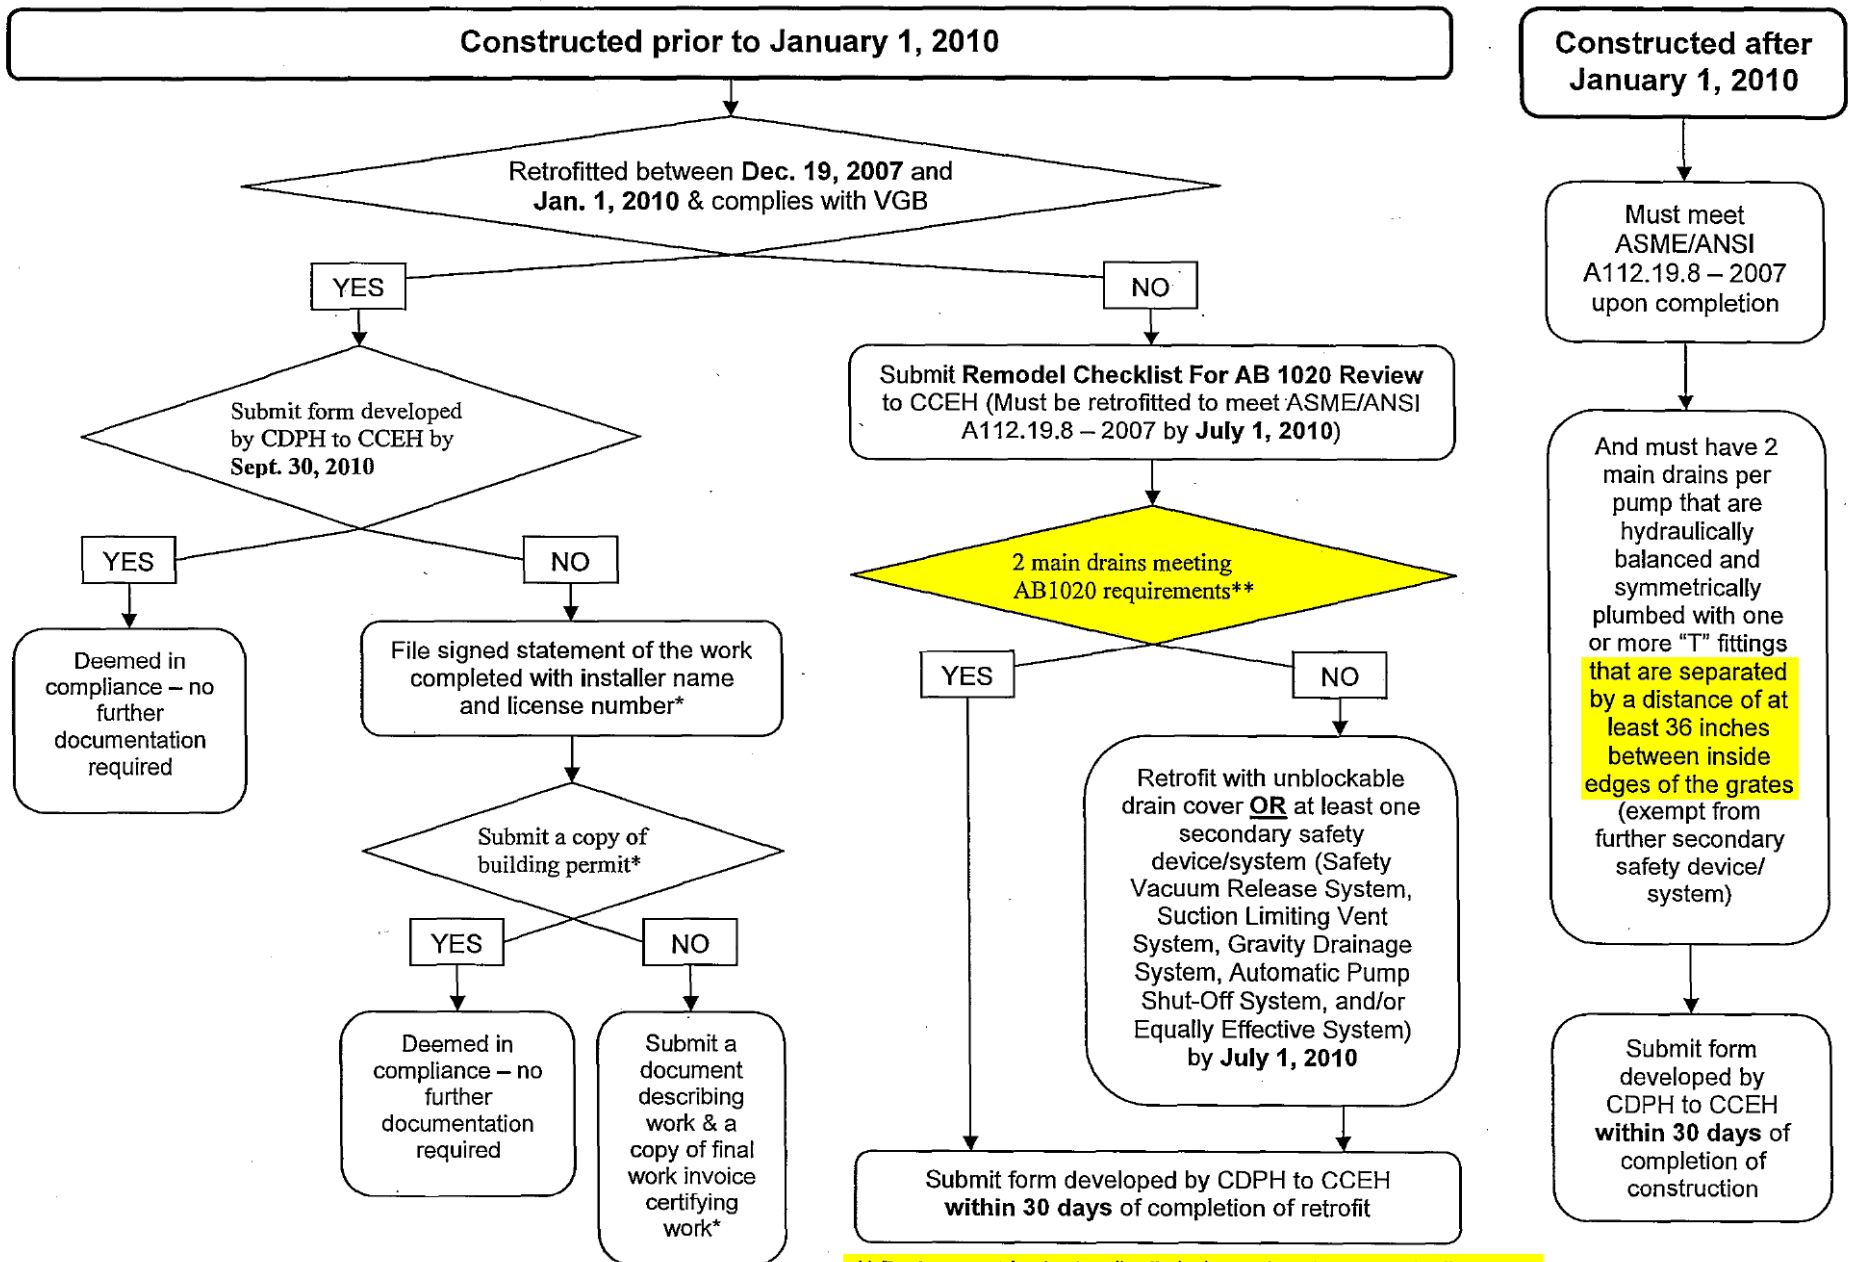 Constructed prior to January 1, 2010
Retrofitted between Dec. 19, 2007 and
Jan. 1, 2010 & complies with VGB
YES
NO
Submit form developed
by CDPH to CCEH by
Sept. 30, 2010
YES
NO
Deemed in
compliance – no
further
documentation
required
File signed statement of the work
completed with installer name
and license number*
Submit a copy of
building permit*
YES
NO
Deemed in
compliance – no
further
documentation
required
Submit a
document
describing
work & a
copy of final
work invoice
certifying
work*
Submit Remodel Checklist For AB 1020 Review
to CCEH (Must be retrofitted to meet ASME/ANSI
A112.19.8 – 2007 by July 1, 2010)
2 main drains meeting
AB1020 requirements**
YES
NO
Retrofit with unblockable
drain cover OR at least one
secondary safety
device/system (Safety
Vacuum Release System,
Suction Limiting Vent
System, Gravity Drainage
System, Automatic Pump
Shut-Off System, and/or
Equally Effective System)
by July 1, 2010
Submit form developed by CDPH to CCEH
within 30 days of completion of retrofit
Constructed after
January 1, 2010
Must meet
ASME/ANSI
A112.19.8 – 2007
upon completion
And must have 2
main drains per
pump that are
hydraulically
balanced and
symmetrically
plumbed with one
or more “T” fittings
that are separated
by a distance of at
least 36 inches
between inside
edges of the grates
(exempt from
further secondary
safety device/
system)
Submit form
developed by
CDPH to CCEH
within 30 days of
completion of
construction